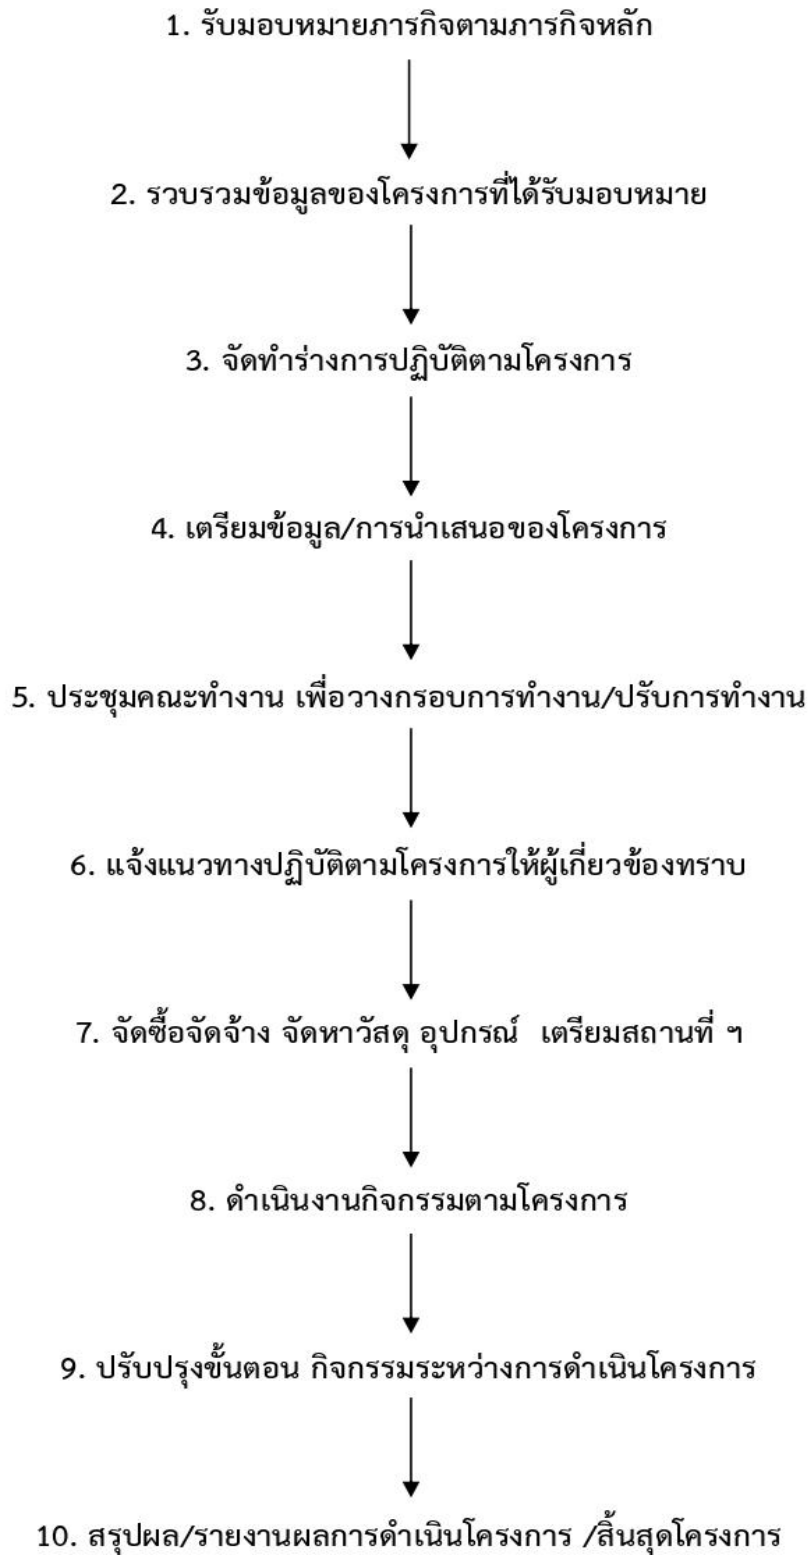 1. รับมอบหมายภารกิจตามภารกิจหลัก
2. รวบรวมข้อมูลของโครงการที่ได้รับมอบหมาย
3. จัดทำร่างการปฏิบัติตามโครงการ
4. เตรียมข้อมูล/การนำเสนอของโครงการ
5. ประชุมคณะทำงาน เพื่อวางกรอบการทำงาน/ปรับการทำงาน
6. แจ้งแนวทางปฏิบัติตามโครงการให้ผู้เกี่ยวข้องทราบ
7. จัดซื้อจัดจ้าง จัดหาวัสดุ อุปกรณ์ เตรียมสถานที่ ฯ
8. ดำเนินงานกิจกรรมตามโครงการ
9. ปรับปรุงขั้นตอน กิจกรรมระหว่างการดำเนินโครงการ
10. สรุปผล/รายงานผลการดำเนินโครงการ /สิ้นสุดโครงการ